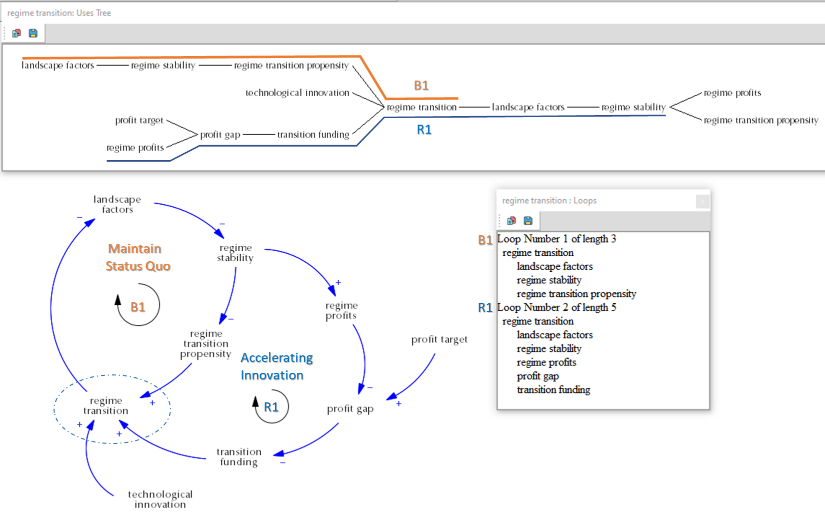 regime transition: Uses Tree
landscape factors
regime stability
regime transition propensity
B1
technological innovation
regime transition
landscape factors
regime stability
regime profits
regime transition propensity
profit target
profit gap
transition funding
regime profits
R1
landscape
factors
−
−
Maintain
Status Quo
regime
stability
B1
+
regime
profits
−
regime
transition
propensity
Accelerating
Innovation
profit target
R1
regime
transition
+
−
+
profit gap
+
+
transition
funding
−
technological
innovation
regime transition : Loops
B1
Loop Number 1 of length 3
regime transition
landscape factors
regime stability
regime transition propensity
R1
Loop Number 2 of length 5
regime transition
landscape factors
regime stability
regime profits
profit gap
transition funding